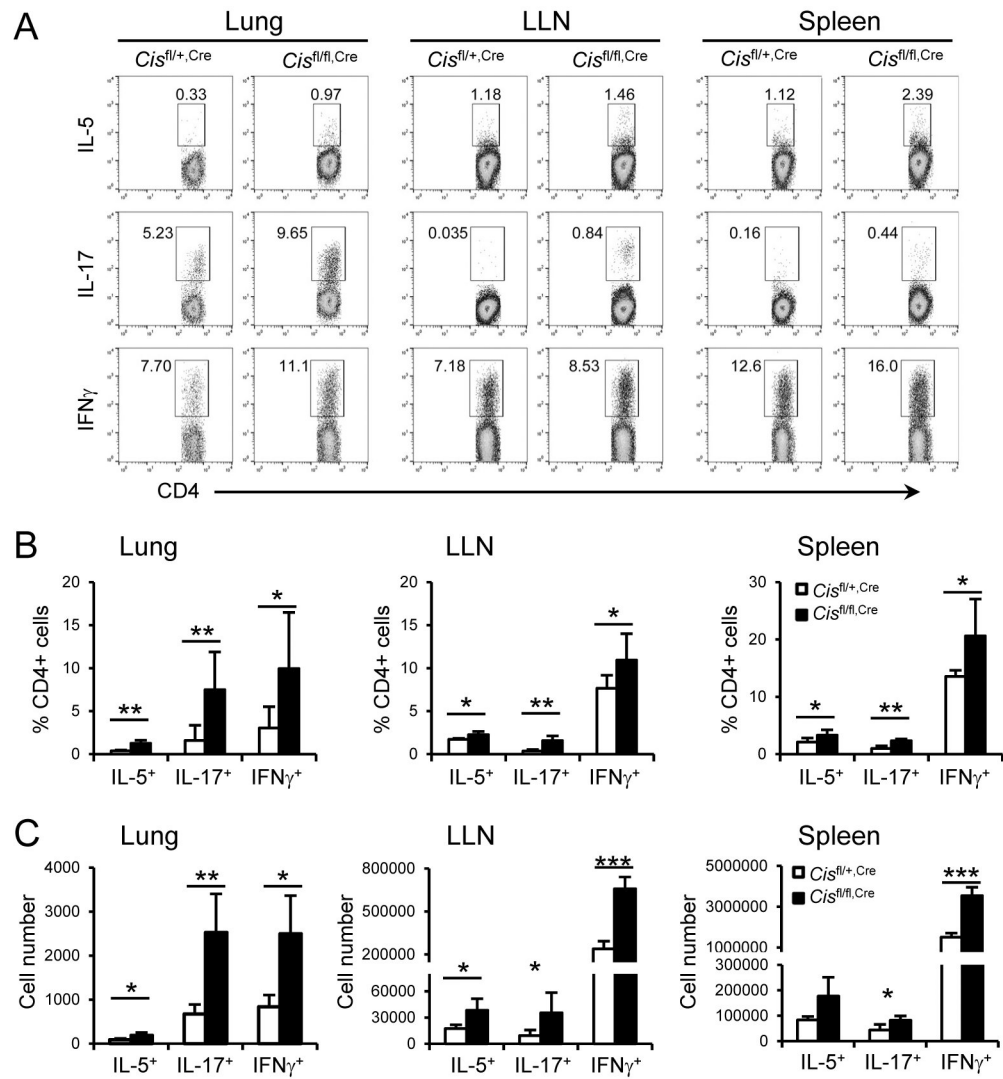 A
Lung LLN Spleen
Cisfl/+,Cre Cisfl/fl,Cre Cisfl/+,Cre Cisfl/fl,Cre Cisfl/+,Cre Cisfl/fl,Cre
IL-5
0.33 0.97 1.18 1.46 1.12 2.39
IL-17
5.23 9.65 0.035 0.84 0.16 0.44
IFNγ
7.70 11.1 7.18 8.53 12.6 16.0
CD4
B
Lung
% CD4+ cells
20
15
10
5
0
** ** *
IL-5+ IL-17+ IFNγ+
LLN
% CD4+ cells
20
15
10
5
0
* ** *
IL-5+ IL-17+ IFNγ+
Spleen
% CD4+ cells
30
20
10
0
* ** *
Cisfl/+,Cre
Cisfl/fl,Cre
IL-5+ IL-17+ IFNγ+
C
Lung
Cell number
4000
3000
2000
1000
0
* ** *
IL-5+ IL-17+ IFNγ+
LLN
Cell number
800000
500000
200000
60000
30000
0
* * ***
IL-5+ IL-17+ IFNγ+
Spleen
Cell number
5000000
3000000
1000000
200000
100000
0
* ***
Cisfl/+,Cre
Cisfl/fl,Cre
IL-5+ IL-17+ IFNγ+